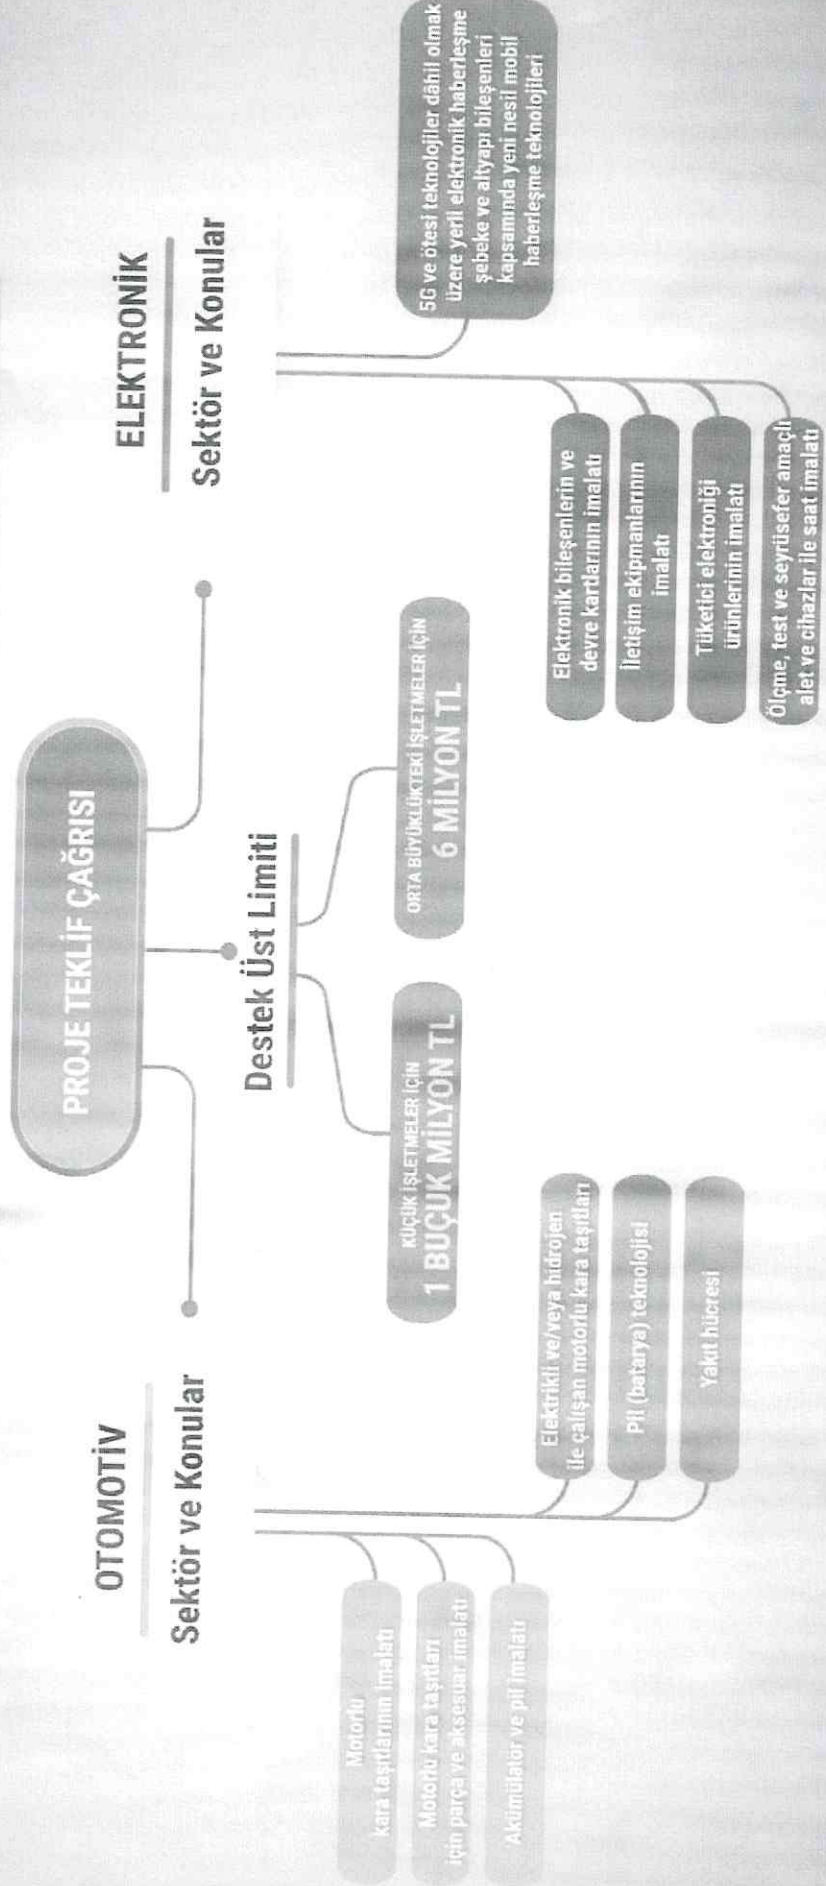 PROJE TEKLİF ÇAĞRISI
OTOMOTİV
Sektör ve Konular
Motorlu
kara taşıtlarının imalatı
Motorlu kara taşıtları
için parça ve aksesuar imalatı
Akümülatör ve pil imalatı
Elektrikli ve/veya hidrojen
ile çalışan motorlu kara taşıtları
Pil (batarya) teknolojisi
Yakıt hücresi
Destek Üst Limiti
KÜÇÜK İŞLETMELER İÇİN
1 BUÇUK MİLYON TL
ORTA BÜYÜKLÜKTEKİ İŞLETMELER İÇİN
6 MİLYON TL
ELEKTRONİK
Sektör ve Konular
Elektronik bileşenlerin ve
devre kartlarının imalatı
İletişim ekipmanlarının
imalatı
Tüketici elektroniği
ürünlerinin imalatı
Ölçme, test ve seyrüsefer amaçlı
alet ve cihazlar ile saat imalatı
5G ve ötesi teknolojiler dâhil olmak
üzere yerli elektronik haberleşme
şebeke ve altyapı bileşenleri
kapsamında yeni nesil mobil
haberleşme teknolojileri